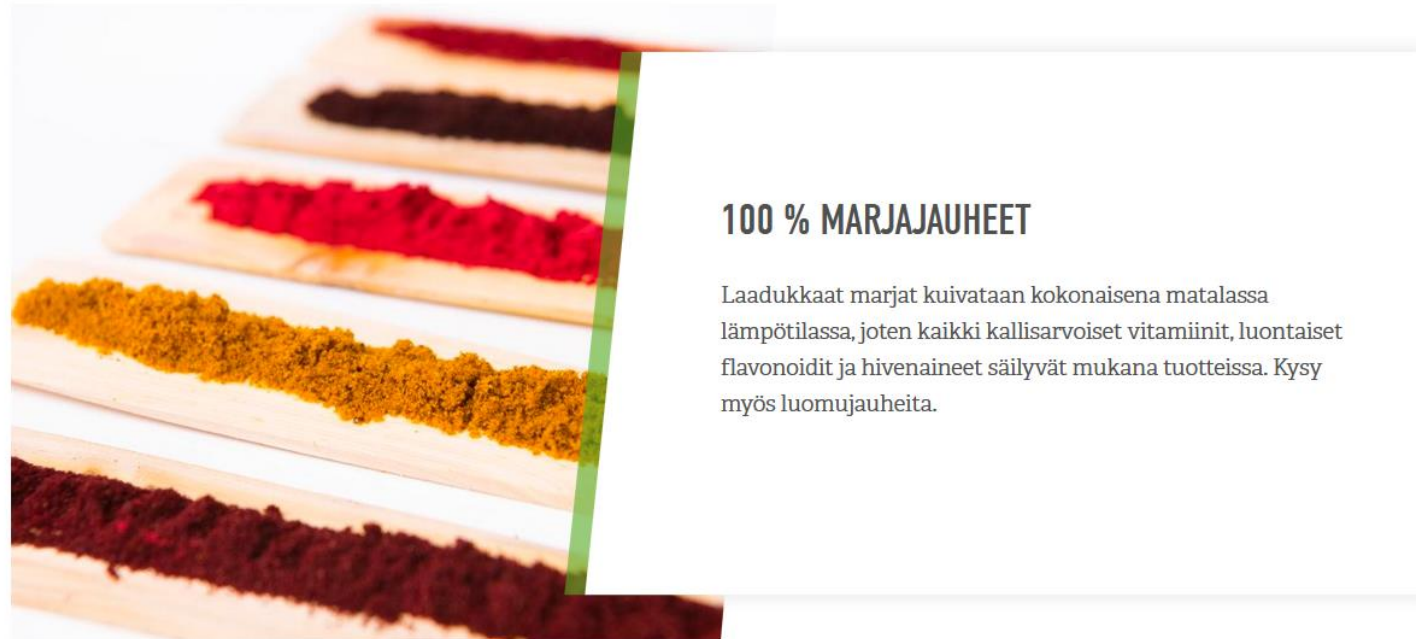 100 % MARJAJAUHEET
Laadukkaat marjat kuivataan kokonaisena matalassa
lämpötilassa, joten kaikki kallisarvoiset vitamiinit, luontaiset
flavonoidit ja hivenaineet säilyvät mukana tuotteissa. Kysy
myös luomujauheita.